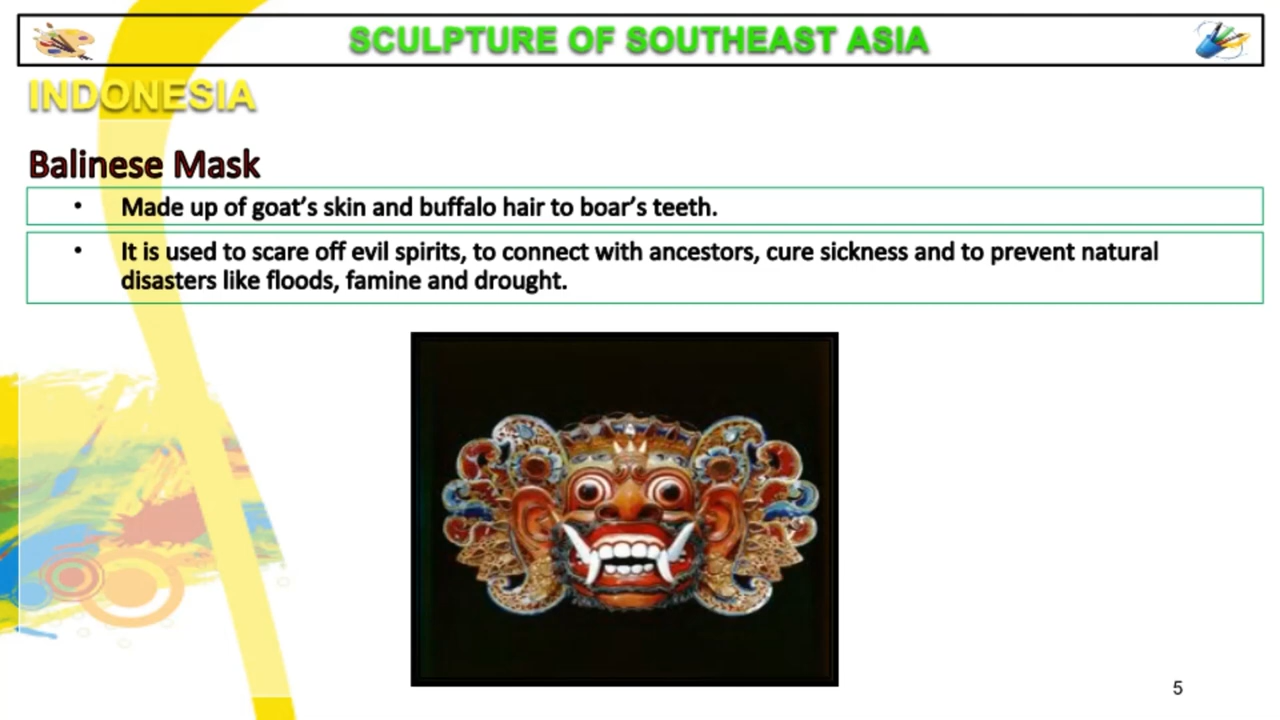 SCULPTURE OF SOUTHEAST ASIA
INDONESIA
Balinese Mask
• Made up of goat’s skin and buffalo hair to boar’s teeth.
• It is used to scare off evil spirits, to connect with ancestors, cure sickness and to prevent natural
disasters like floods, famine and drought.
5